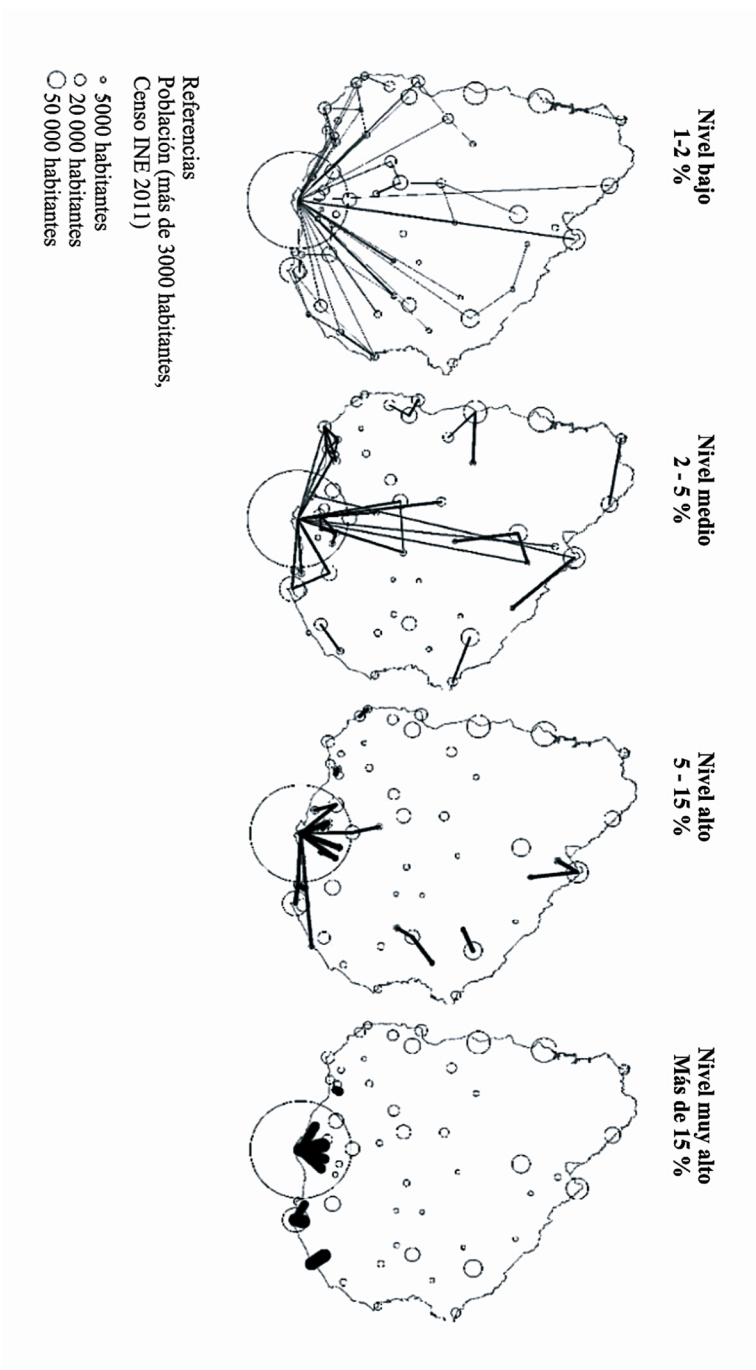 Nivel bajo
1-2 %
Nivel medio
2 - 5 %
Nivel alto
5 - 15 %
Nivel muy alto
Más de 15 %
Referencias
Población (más de 3000 habitantes,
Censo INE 2011)
5000 habitantes
20 000 habitantes
50 000 habitantes